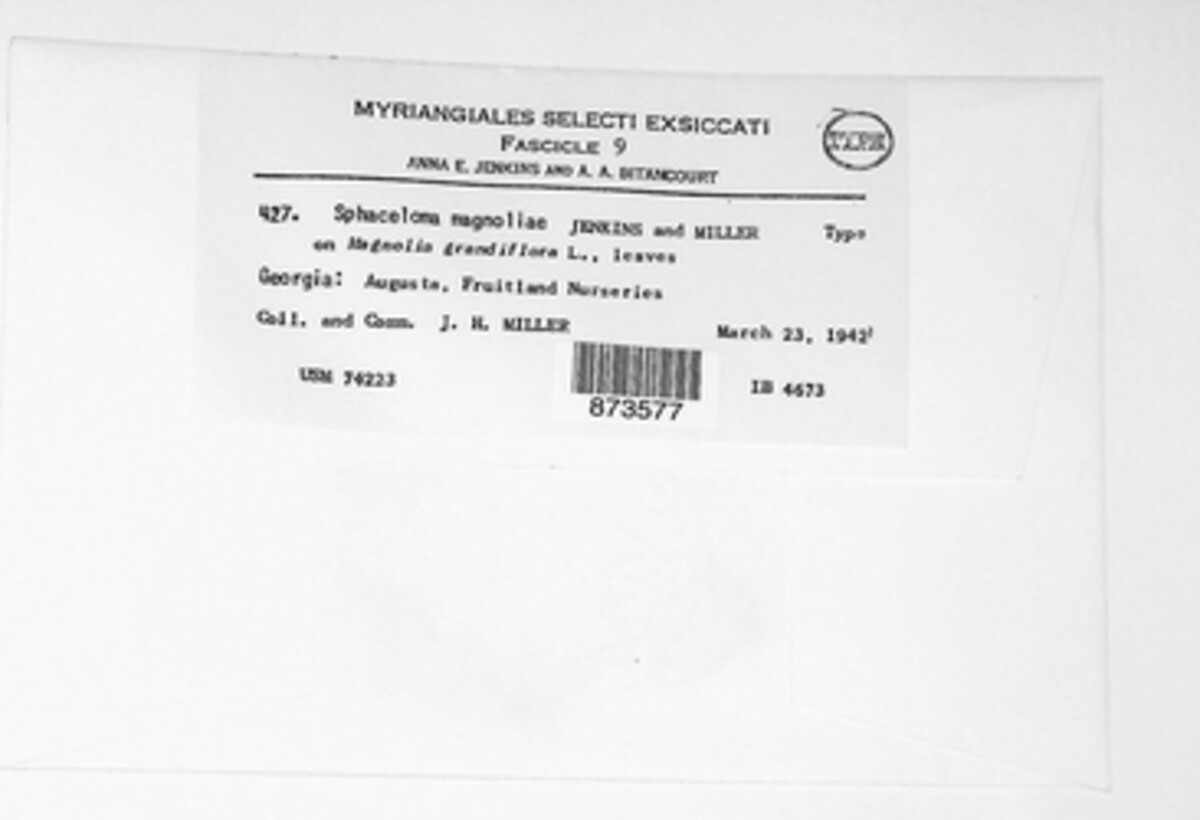 MYRIANGIALES SELECTI EXSICCATI
FASCICLE 9
ANNA E. JENKINS AND A. A. BITANCOURT
TYPE
427. Sphaceloma magnoliae JENKINS and MILLER Type
on Magnolia grandiflora L., leaves
Georgia: Augusta, Fruitland Nurseries
Coll. and Comm. J. H. MILLER March 23, 1942
USM 74223 IB 4673
873577